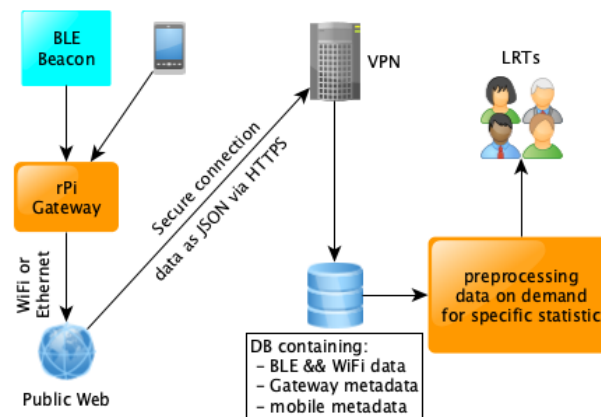 BLE
Beacon
rPi
Gateway
WiFi or
Ethernet
Public Web
Secure connection
data as JSON via HTTPS
VPN
DB containing:
- BLE && WiFi data
- Gateway metadata
- mobile metadata
preprocessing
data on demand
for specific statistic
LRTs